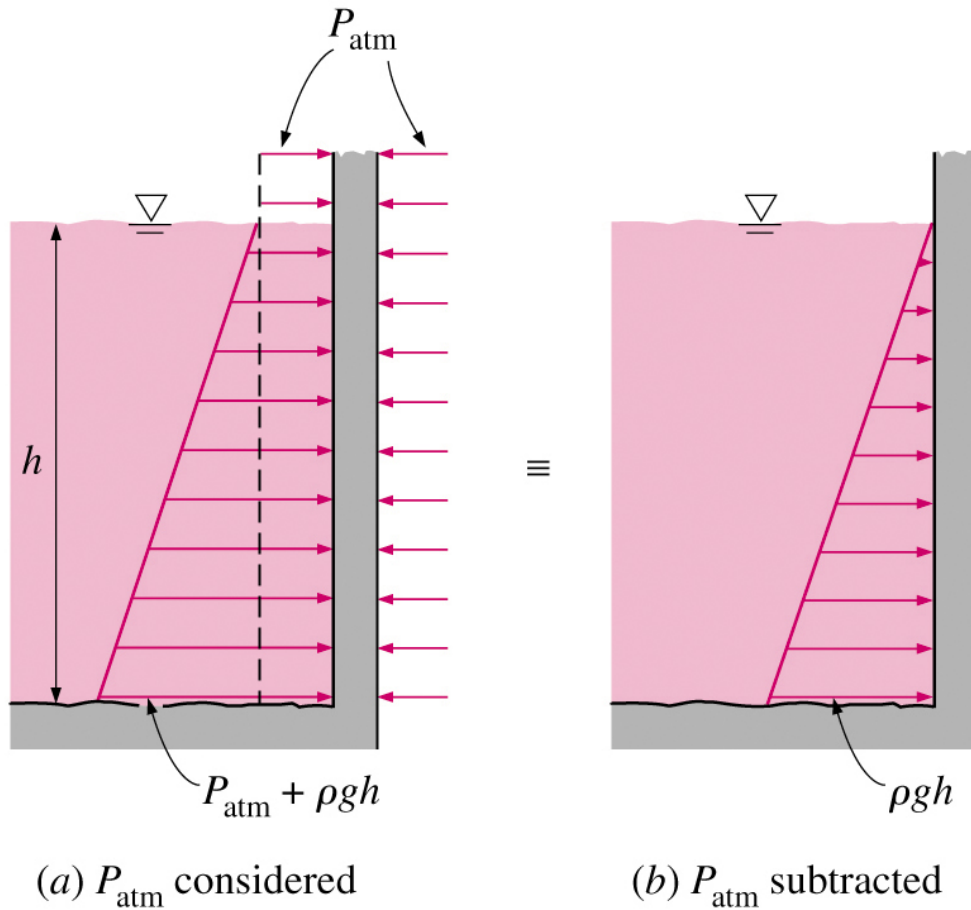 P_atm
h
≡
P_atm + ρgh
ρgh
(a) P_atm considered
(b) P_atm subtracted